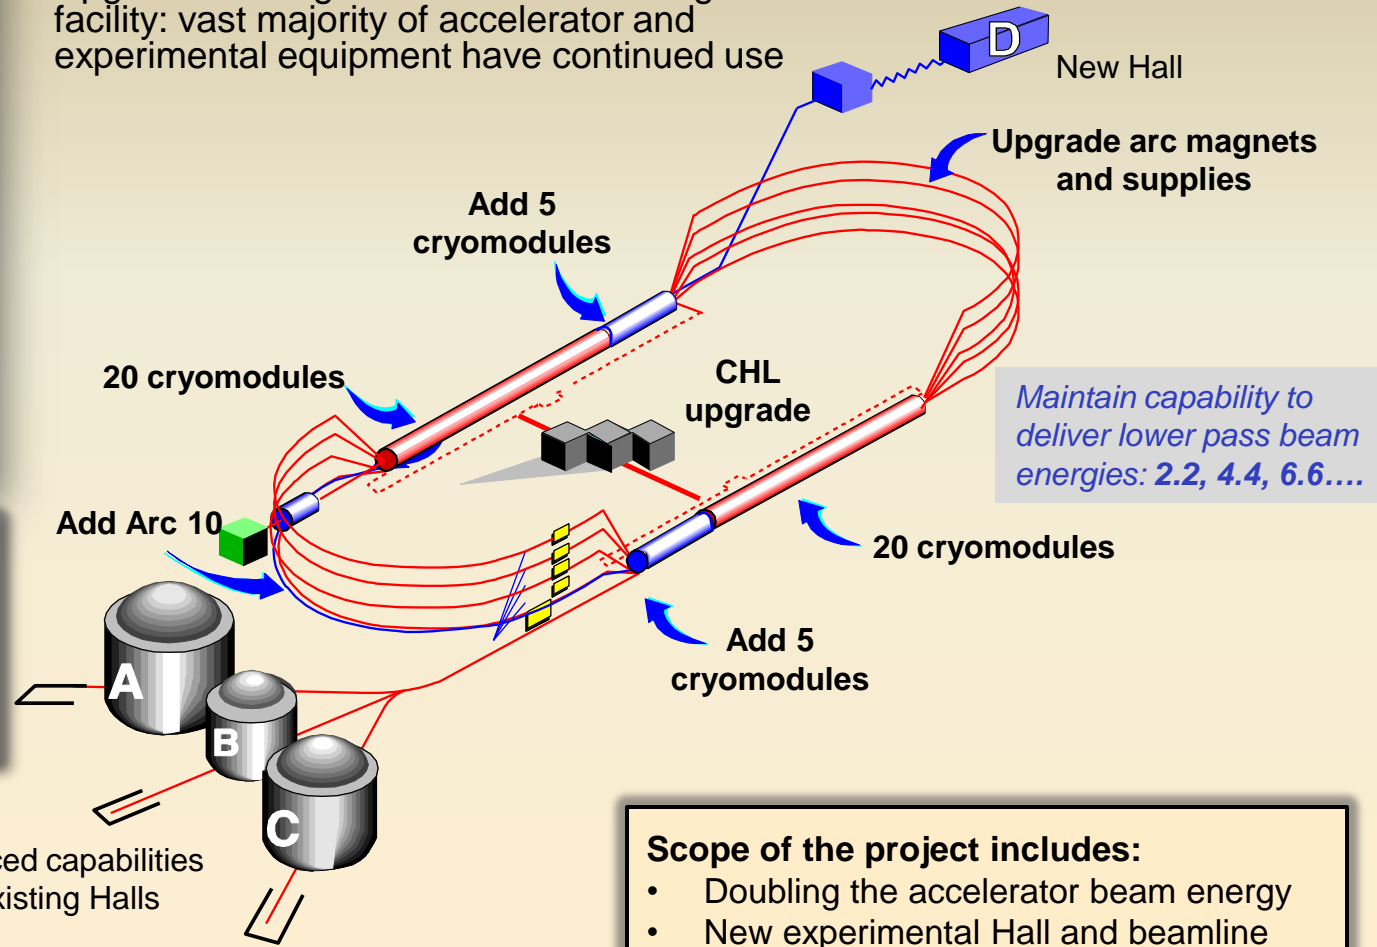 facility: vast majority of accelerator and
experimental equipment have continued use
D
New Hall
Upgrade arc magnets
and supplies
Add 5
cryomodules
20 cryomodules
CHL
upgrade
Maintain capability to
deliver lower pass beam
energies: 2.2, 4.4, 6.6….
Add Arc 10
20 cryomodules
Add 5
cryomodules
A
B
C
capabilities
Halls
Scope of the project includes:
• Doubling the accelerator beam energy
• New experimental Hall and beamline